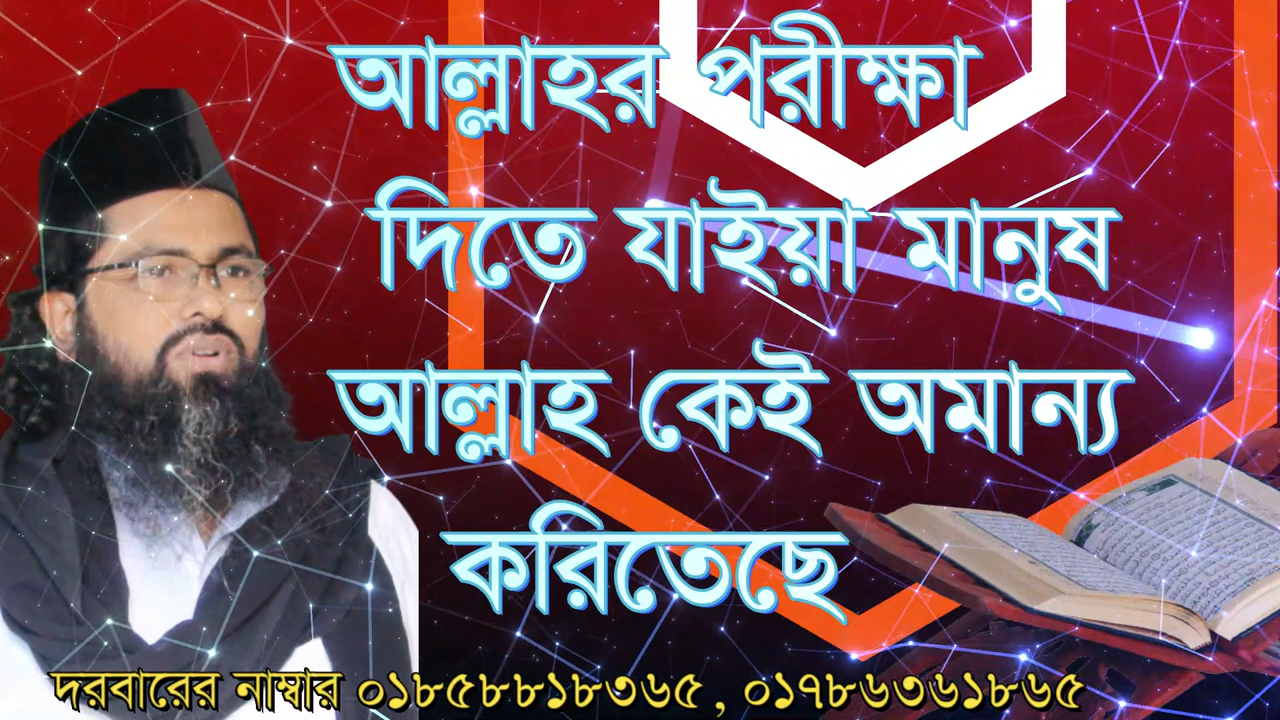 আল্লাহর পরীক্ষা
দিতে যাইয়া মানুষ
আল্লাহ কেই অমান্য
করিতেছে
দরবারের নাম্বার ০১৮৫৮৮১৮৩৬৫ , ০১৭৮৬৩৬১৮৬৫